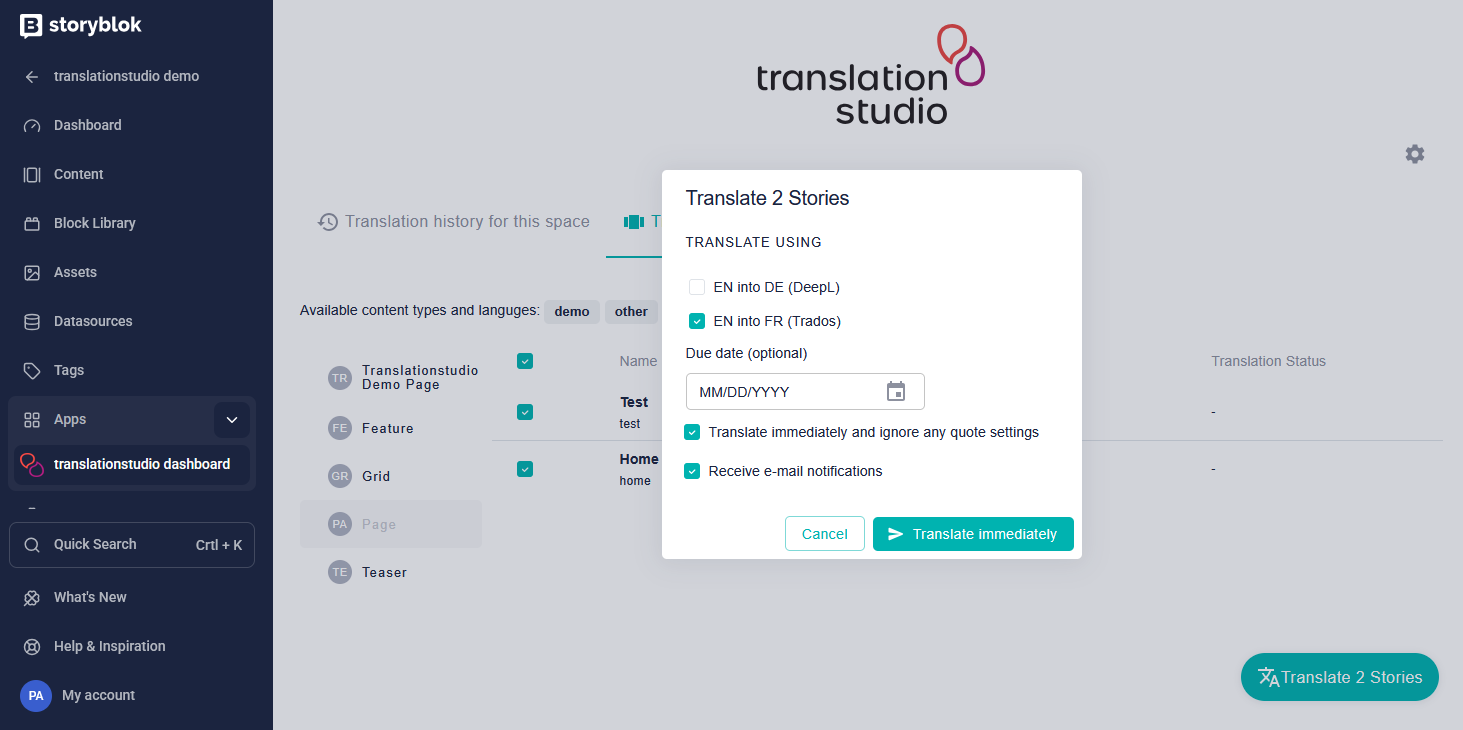 storyblok
translationstudio demo
Dashboard
Content
Block Library
Assets
Datasources
Tags
Apps
translationstudio dashboard
Quick Search Crtl + K
What's New
Help & Inspiration
PA My account
translation
studio
Translation history for this space
T
Available content types and languges: demo other
TR Translationstudio
Demo Page
FE Feature
GR Grid
PA Page
TE Teaser
Name Translation Status
Test
test
-
Home
home
-
Translate 2 Stories
TRANSLATE USING
EN into DE (DeepL)
EN into FR (Trados)
Due date (optional)
MM/DD/YYYY
Translate immediately and ignore any quote settings
Receive e-mail notifications
Cancel Translate immediately
Translate 2 Stories